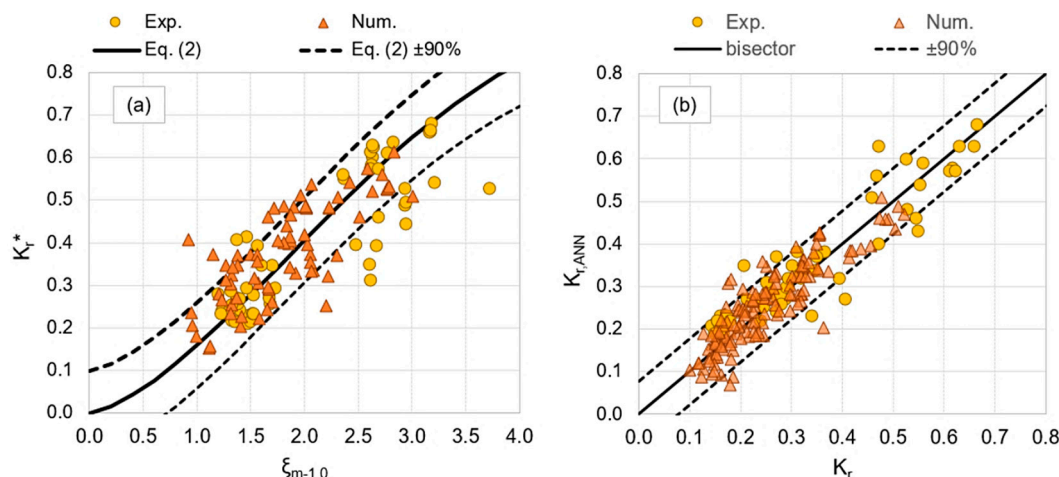 Exp. Num.
Eq. (2) Eq. (2) ±90%
(a)
K_r*
0.8
0.7
0.6
0.5
0.4
0.3
0.2
0.1
0.0
0.0 0.5 1.0 1.5 2.0 2.5 3.0 3.5 4.0
ξ_m-1,0
Exp. Num.
bisector ±90%
(b)
K_r,ANN
0.8
0.7
0.6
0.5
0.4
0.3
0.2
0.1
0.0
0.0 0.1 0.2 0.3 0.4 0.5 0.6 0.7 0.8
K_r